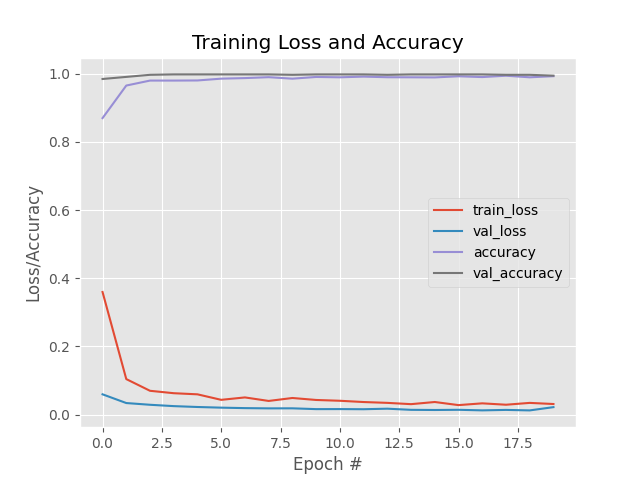 Training Loss and Accuracy
1.0
0.8
0.6
0.4
0.2
0.0
Loss/Accuracy
train_loss
val_loss
accuracy
val_accuracy
0.0 2.5 5.0 7.5 10.0 12.5 15.0 17.5
Epoch #